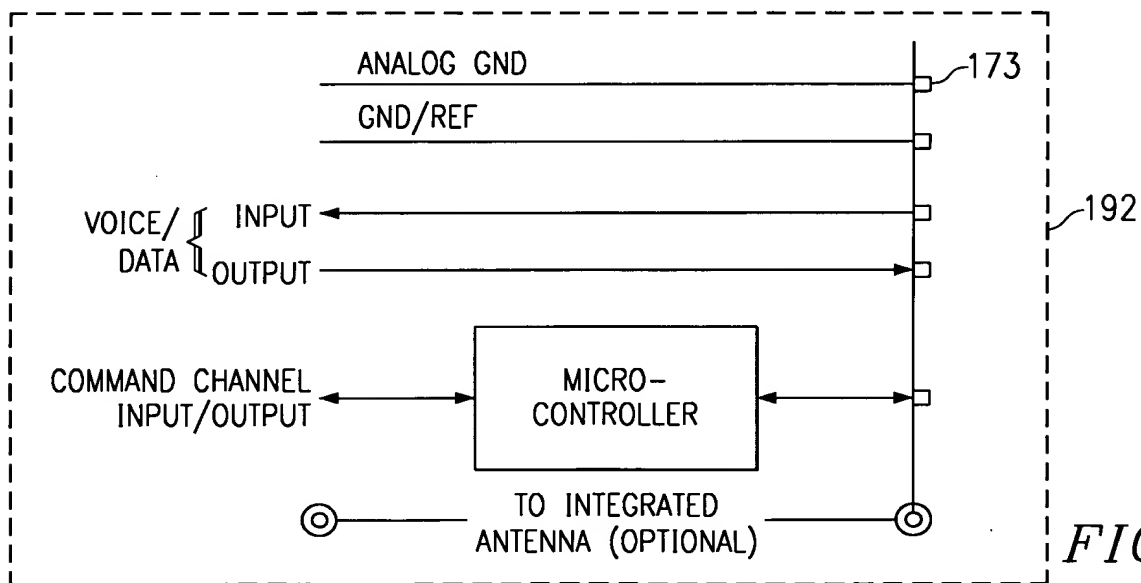 ANALOG GND
173
GND/REF
192
VOICE/
DATA
INPUT
OUTPUT
COMMAND CHANNEL
INPUT/OUTPUT
MICRO-
CONTROLLER
TO INTEGRATED
ANTENNA (OPTIONAL)